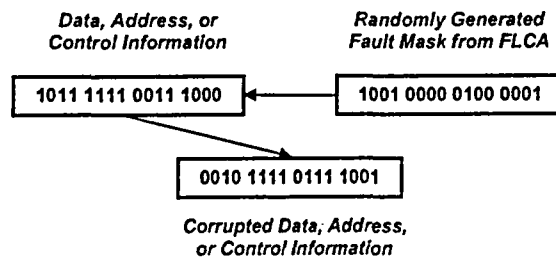 Data, Address, or
Control Information
Randomly Generated
Fault Mask from FLCA
1011 1111 0011 1000
1001 0000 0100 0001
0010 1111 0111 1001
Corrupted Data, Address,
or Control Information